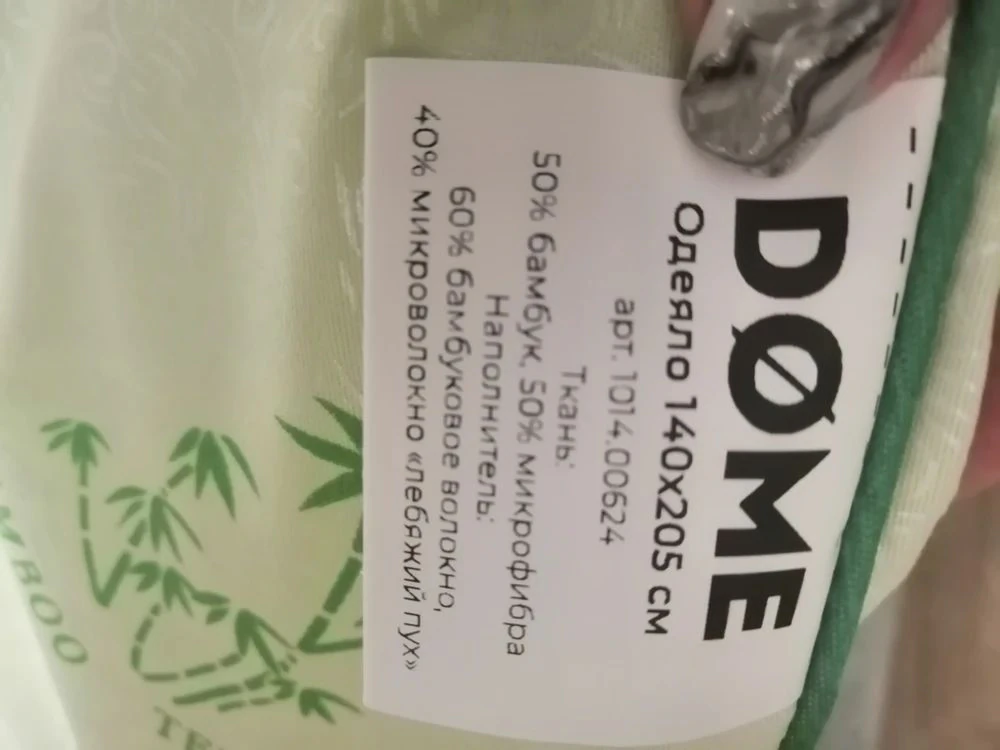 DØME
Одеяло 140x205 см
арт. 1014.00624
Ткань:
50% бамбук, 50% микрофибра
Наполнитель:
60% бамбуковое волокно,
40% микроволокно «лебяжий пух»